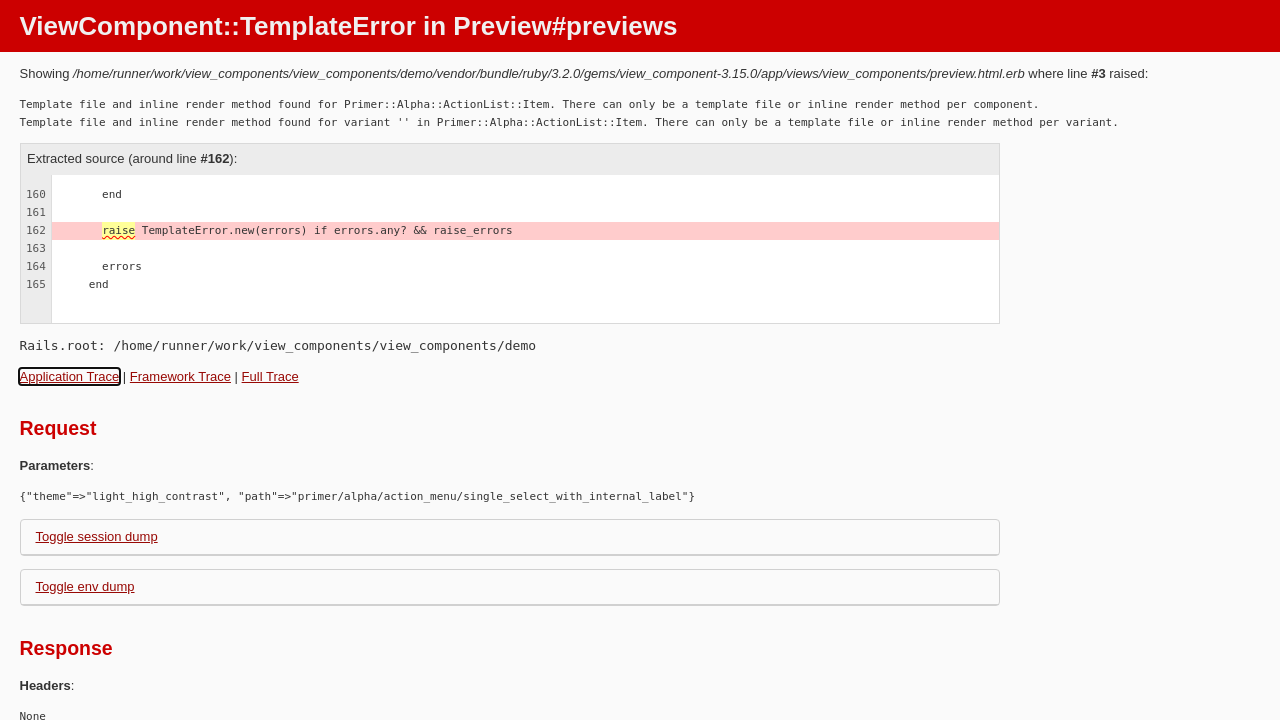 ViewComponent::TemplateError in Preview#previews
Showing /home/runner/work/view_components/view_components/demo/vendor/bundle/ruby/3.2.0/gems/view_component-3.15.0/app/views/view_components/preview.html.erb where line #3 raised:
Template file and inline render method found for Primer::Alpha::ActionList::Item. There can only be a template file or inline render method per component.
Template file and inline render method found for variant '' in Primer::Alpha::ActionList::Item. There can only be a template file or inline render method per variant.
Extracted source (around line #162):
160 end
161
162 raise TemplateError.new(errors) if errors.any? && raise_errors
163
164 errors
165 end
Rails.root: /home/runner/work/view_components/view_components/demo
Application Trace | Framework Trace | Full Trace
Request
Parameters:
{"theme"=>"light_high_contrast", "path"=>"primer/alpha/action_menu/single_select_with_internal_label"}
Toggle session dump
Toggle env dump
Response
Headers:
None